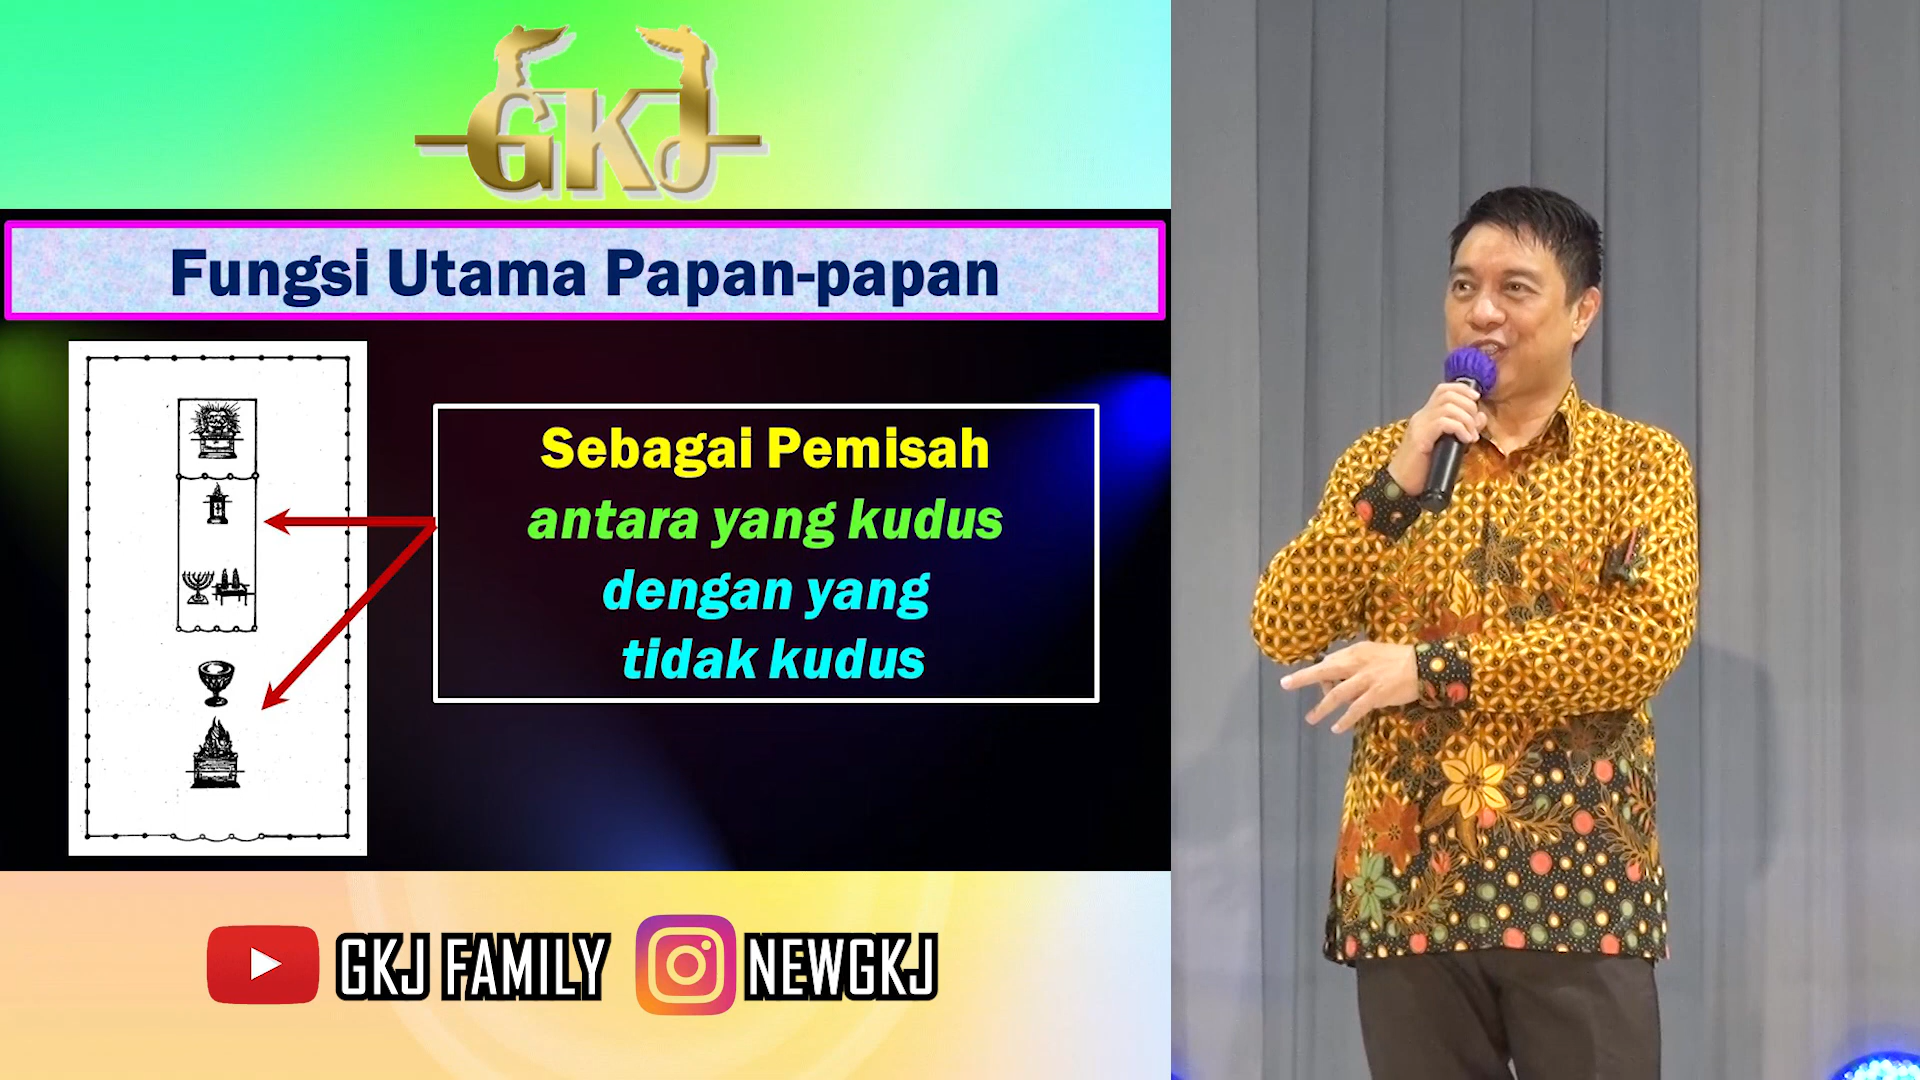 GKJ
Fungsi Utama Papan-papan
Sebagai Pemisah
antara yang kudus
dengan yang
tidak kudus
GKJ FAMILY
NEWGKJ